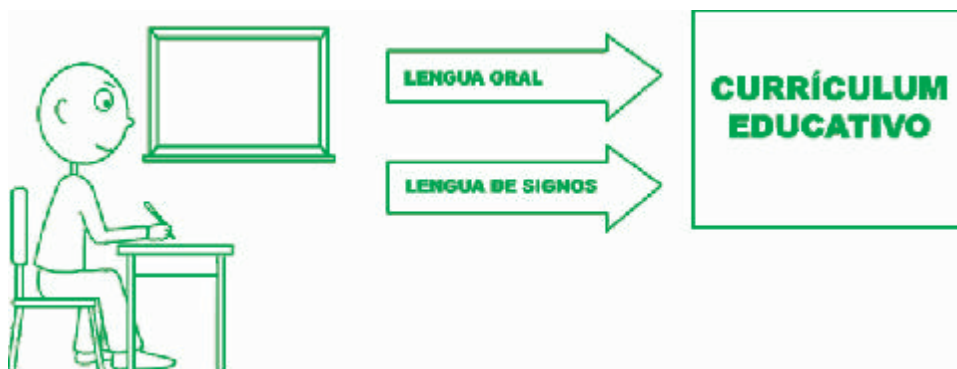 LENGUA ORAL
LENGUA DE SIGNOS
CURRÍCULUM
EDUCATIVO